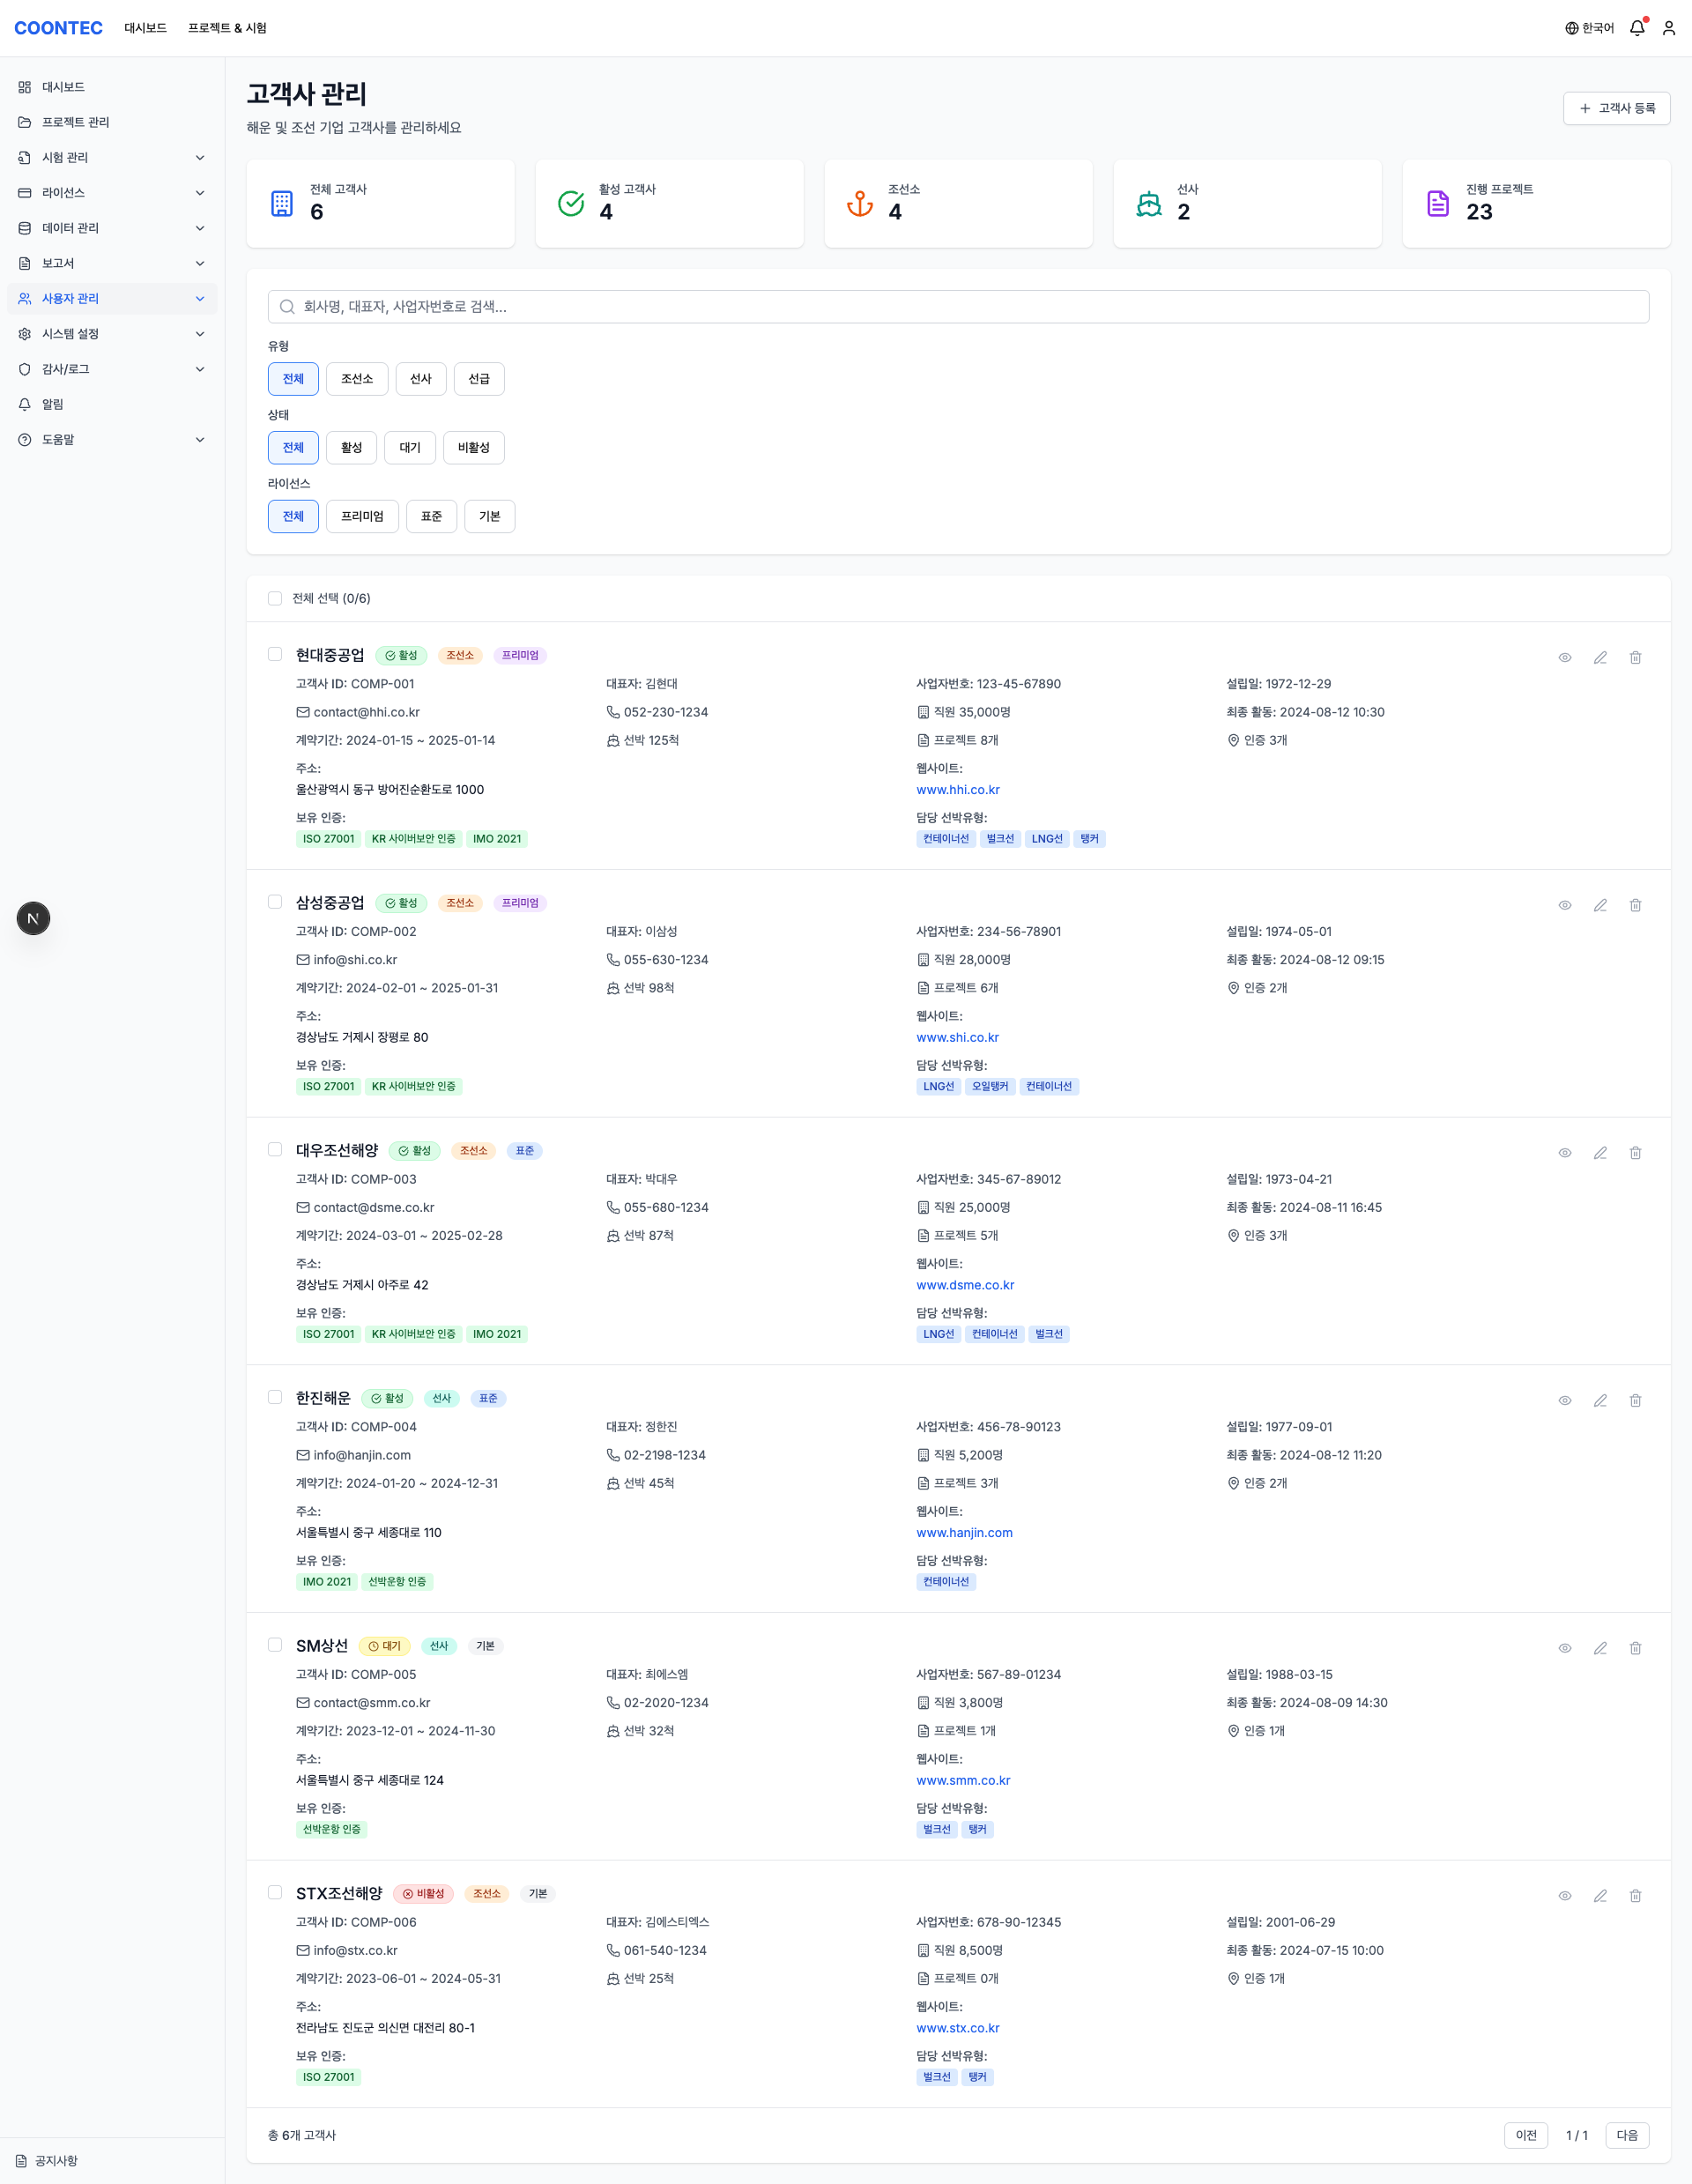 COONTEC 대시보드 프로젝트 & 시험 한국어
대시보드
프로젝트 관리
시험 관리
라이선스
데이터 관리
보고서
사용자 관리
시스템 설정
감사/로그
알림
도움말
공지사항
고객사 관리
해운 및 조선 기업 고객사를 관리하세요
고객사 등록
전체 고객사
6
활성 고객사
4
조선소
4
선사
2
진행 프로젝트
23
회사명, 대표자, 사업자번호로 검색...
유형
전체 조선소 선사 선급
상태
전체 활성 대기 비활성
라이선스
전체 프리미엄 표준 기본
전체 선택 (0/6)
현대중공업 활성 조선소 프리미엄
고객사 ID: COMP-001 대표자: 김현대 사업자번호: 123-45-67890 설립일: 1972-12-29
contact@hhi.co.kr 052-230-1234 직원 35,000명 최종 활동: 2024-08-12 10:30
계약기간: 2024-01-15 ~ 2025-01-14 선박 125척 프로젝트 8개 인증 3개
주소: 웹사이트:
울산광역시 동구 방어진순환도로 1000 www.hhi.co.kr
보유 인증: 담당 선박유형:
ISO 27001 KR 사이버보안 인증 IMO 2021 컨테이너선 벌크선 LNG선 탱커
삼성중공업 활성 조선소 프리미엄
고객사 ID: COMP-002 대표자: 이삼성 사업자번호: 234-56-78901 설립일: 1974-05-01
info@shi.co.kr 055-630-1234 직원 28,000명 최종 활동: 2024-08-12 09:15
계약기간: 2024-02-01 ~ 2025-01-31 선박 98척 프로젝트 6개 인증 2개
주소: 웹사이트:
경상남도 거제시 장평로 80 www.shi.co.kr
보유 인증: 담당 선박유형:
ISO 27001 KR 사이버보안 인증 LNG선 오일탱커 컨테이너선
대우조선해양 활성 조선소 표준
고객사 ID: COMP-003 대표자: 박대우 사업자번호: 345-67-89012 설립일: 1973-04-21
contact@dsme.co.kr 055-680-1234 직원 25,000명 최종 활동: 2024-08-11 16:45
계약기간: 2024-03-01 ~ 2025-02-28 선박 87척 프로젝트 5개 인증 3개
주소: 웹사이트:
경상남도 거제시 아주로 42 www.dsme.co.kr
보유 인증: 담당 선박유형:
ISO 27001 KR 사이버보안 인증 IMO 2021 LNG선 컨테이너선 벌크선
한진해운 활성 선사 표준
고객사 ID: COMP-004 대표자: 정한진 사업자번호: 456-78-90123 설립일: 1977-09-01
info@hanjin.com 02-2198-1234 직원 5,200명 최종 활동: 2024-08-12 11:20
계약기간: 2024-01-20 ~ 2024-12-31 선박 45척 프로젝트 3개 인증 2개
주소: 웹사이트:
서울특별시 중구 세종대로 110 www.hanjin.com
보유 인증: 담당 선박유형:
IMO 2021 선박운항 인증 컨테이너선
SM상선 대기 선사 기본
고객사 ID: COMP-005 대표자: 최에스엠 사업자번호: 567-89-01234 설립일: 1988-03-15
contact@smm.co.kr 02-2020-1234 직원 3,800명 최종 활동: 2024-08-09 14:30
계약기간: 2023-12-01 ~ 2024-11-30 선박 32척 프로젝트 1개 인증 1개
주소: 웹사이트:
서울특별시 중구 세종대로 124 www.smm.co.kr
보유 인증: 담당 선박유형:
선박운항 인증 벌크선 탱커
STX조선해양 비활성 조선소 기본
고객사 ID: COMP-006 대표자: 김에스티엑스 사업자번호: 678-90-12345 설립일: 2001-06-29
info@stx.co.kr 061-540-1234 직원 8,500명 최종 활동: 2024-07-15 10:00
계약기간: 2023-06-01 ~ 2024-05-31 선박 25척 프로젝트 0개 인증 1개
주소: 웹사이트:
전라남도 진도군 의신면 대전리 80-1 www.stx.co.kr
보유 인증: 담당 선박유형:
ISO 27001 벌크선 탱커
총 6개 고객사 이전 1 / 1 다음